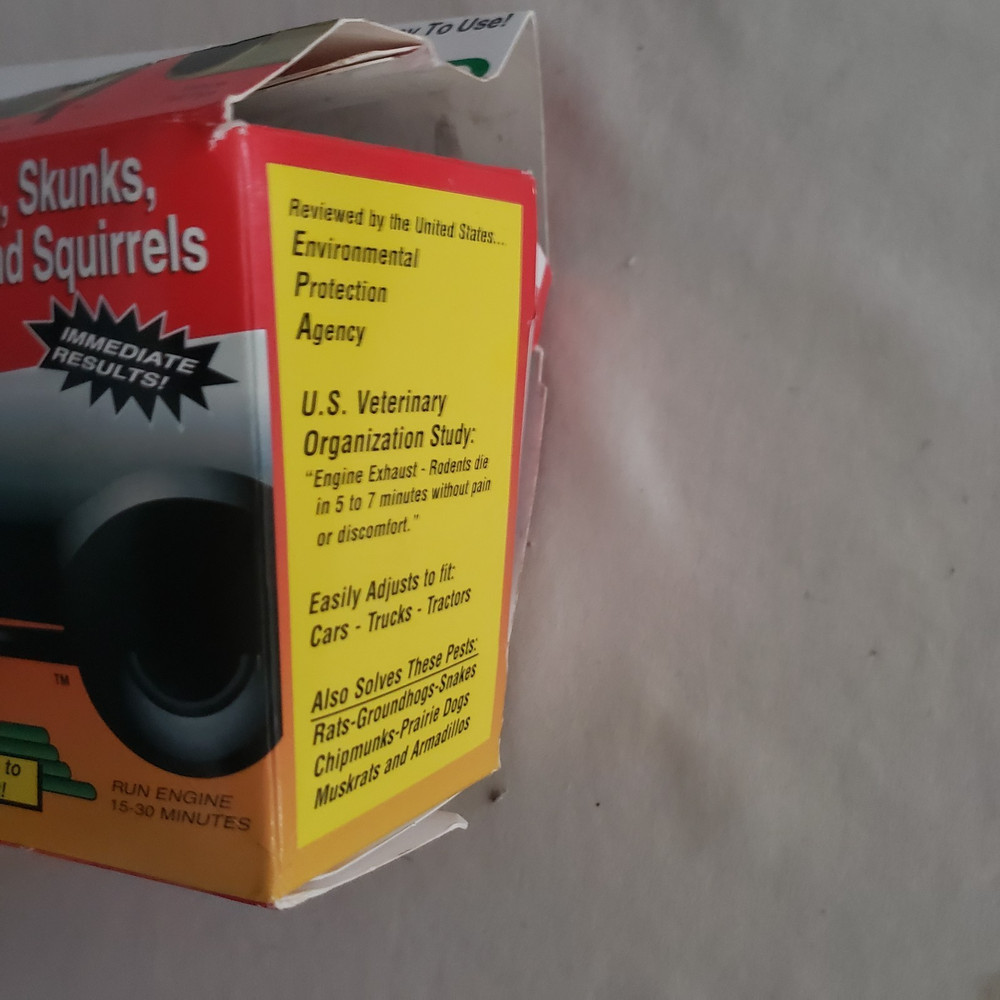 To Use!
, Skunks,
nd Squirrels
IMMEDIATE
RESULTS!
TM
to
!
RUN ENGINE
15-30 MINUTES
Reviewed by the United States...
Environmental
Protection
Agency
U.S. Veterinary
Organization Study:
“Engine Exhaust - Rodents die
in 5 to 7 minutes without pain
or discomfort.”
Easily Adjusts to fit:
Cars - Trucks - Tractors
Also Solves These Pests:
Rats-Groundhogs-Snakes
Chipmunks-Prairie Dogs
Muskrats and Armadillos